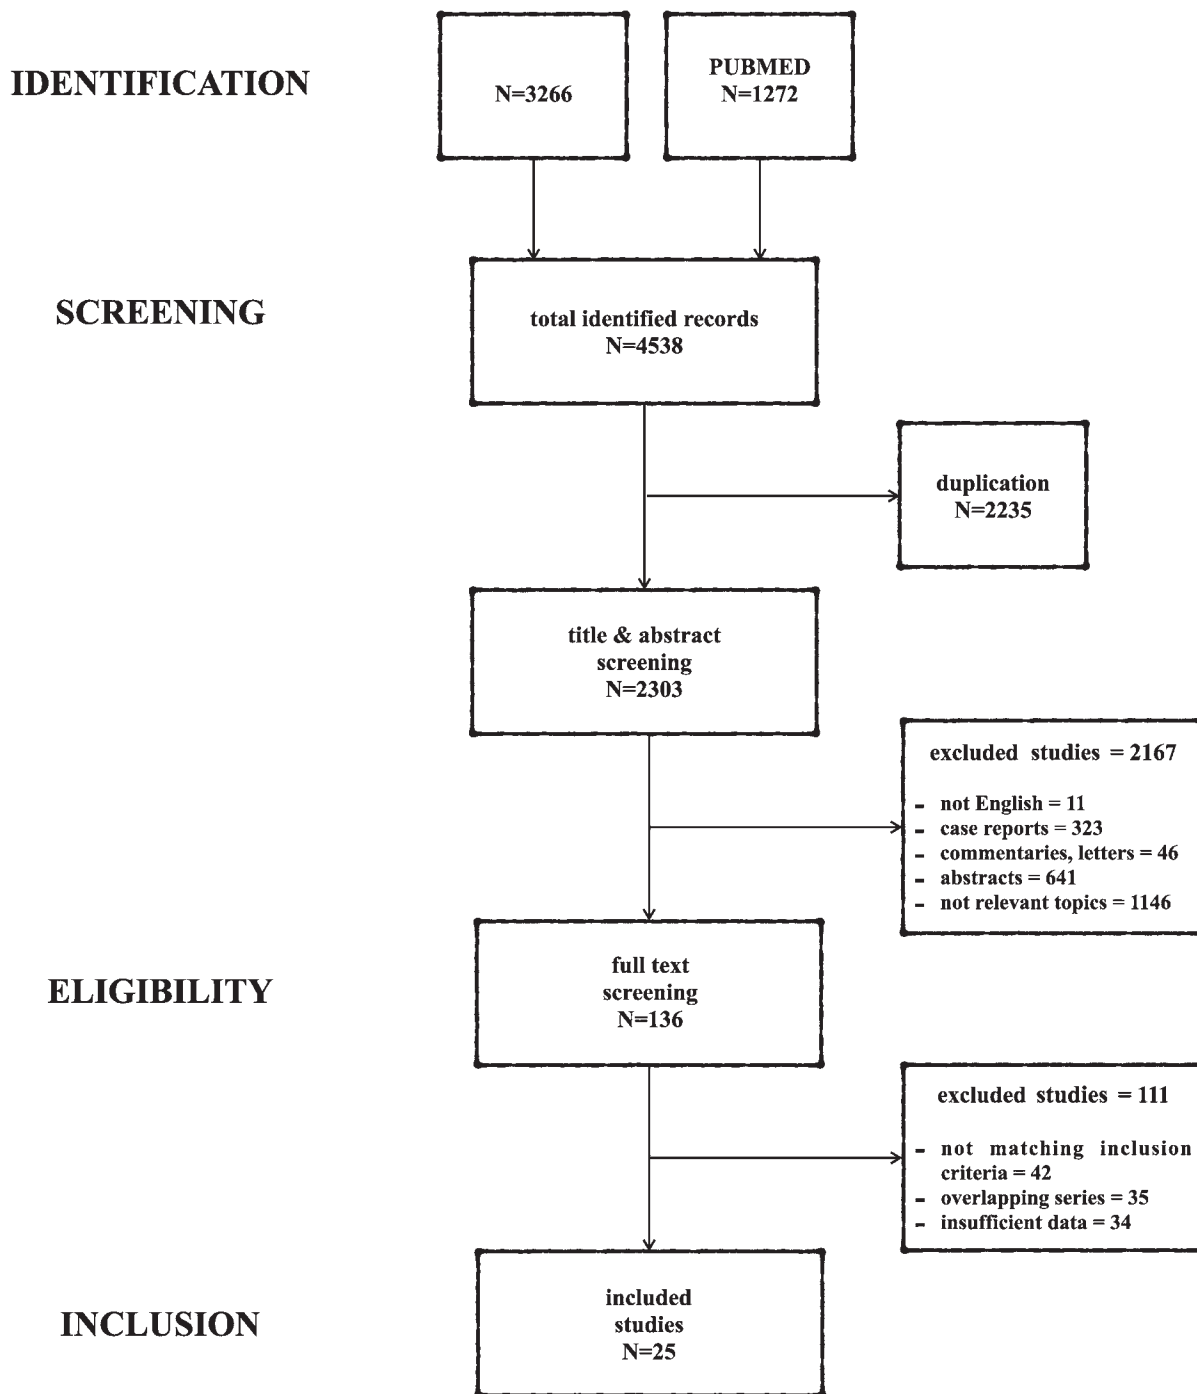 IDENTIFICATION
N=3266
PUBMED
N=1272
SCREENING
total identified records
N=4538
duplication
N=2235
title & abstract
screening
N=2303
excluded studies = 2167
- not English = 11
- case reports = 323
- commentaries, letters = 46
- abstracts = 641
- not relevant topics = 1146
ELIGIBILITY
full text
screening
N=136
excluded studies = 111
- not matching inclusion
criteria = 42
- overlapping series = 35
- insufficient data = 34
INCLUSION
included
studies
N=25